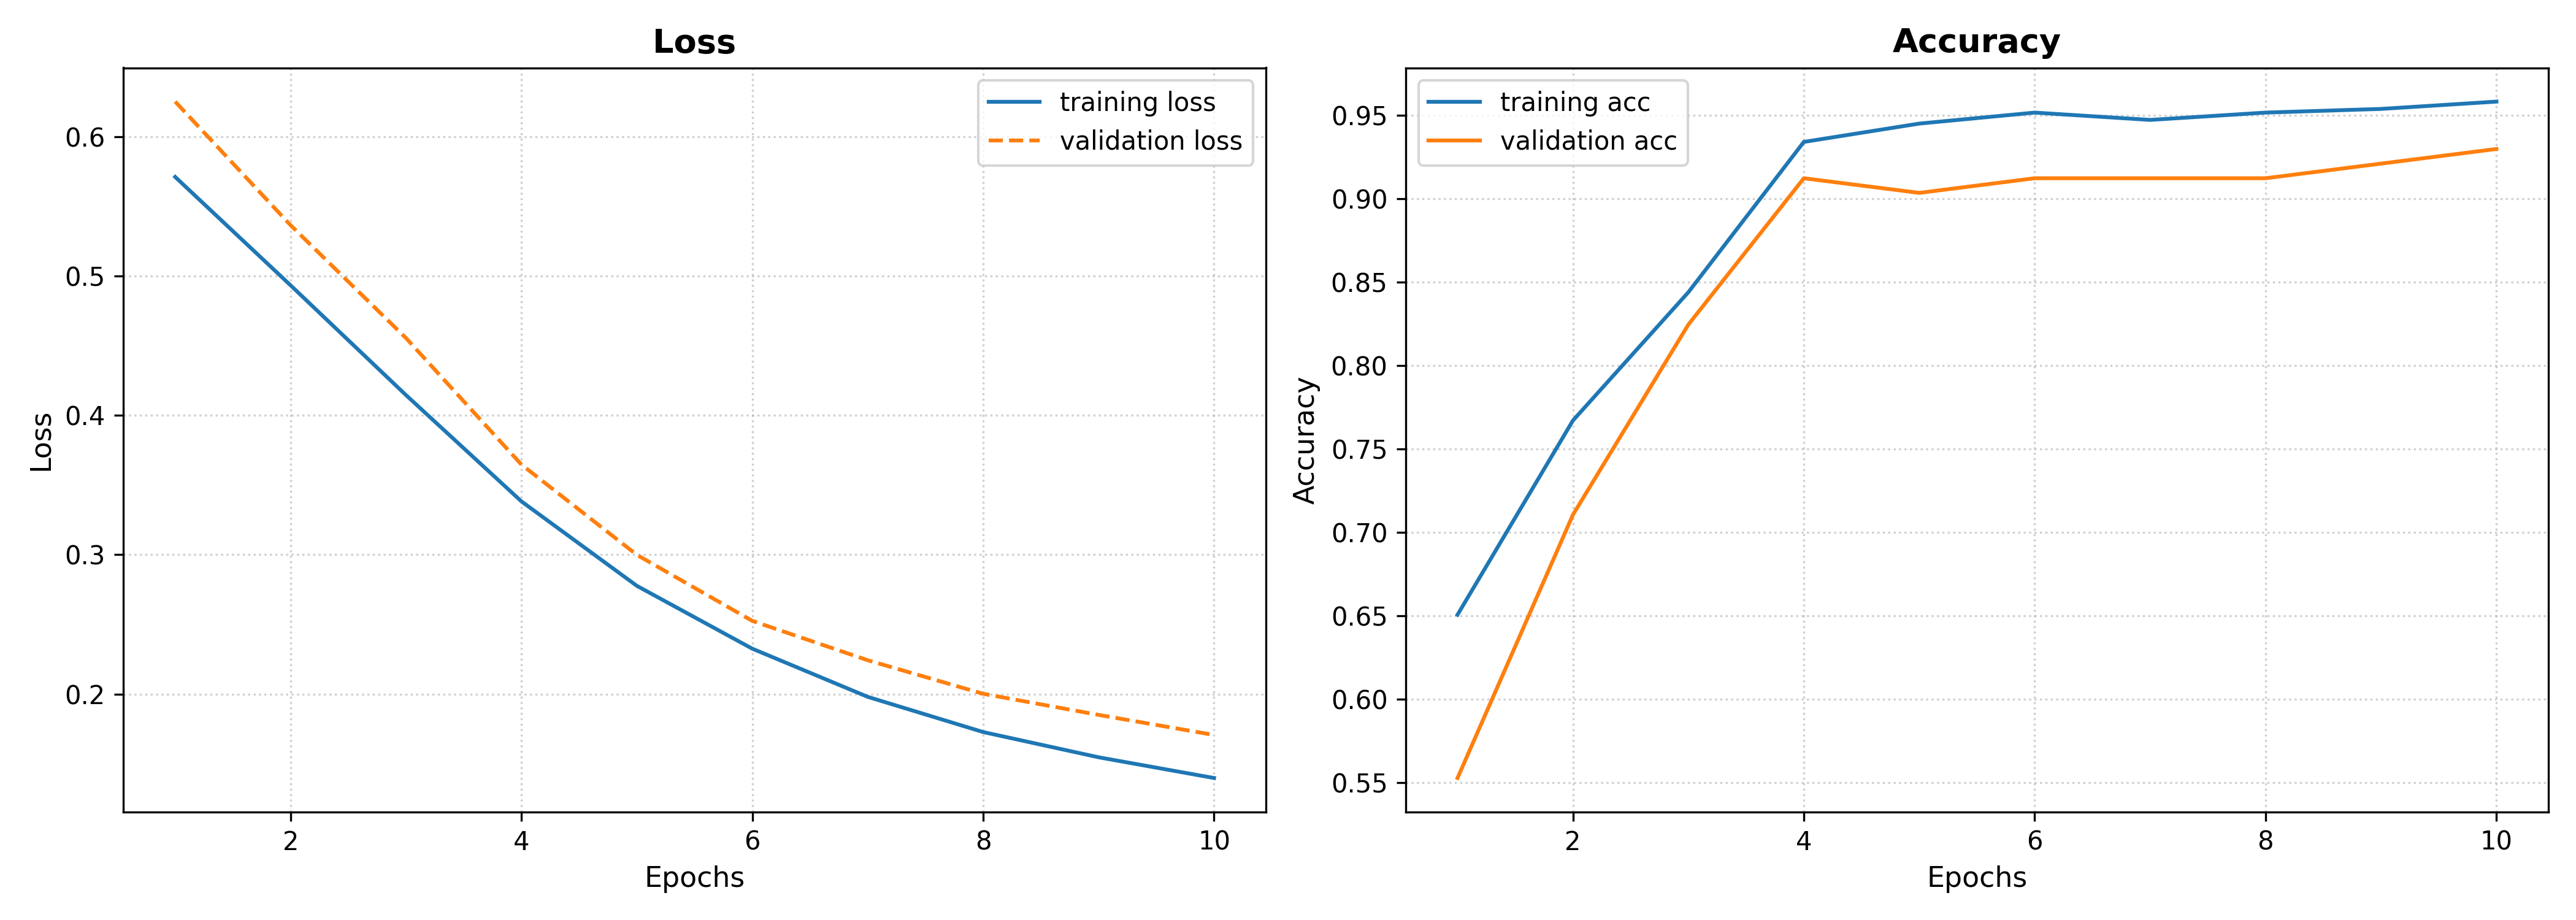 Loss
training loss
validation loss
0.6
0.5
0.4
0.3
0.2
Loss
2 4 6 8 10
Epochs
Accuracy
training acc
validation acc
0.95
0.90
0.85
0.80
0.75
0.70
0.65
0.60
0.55
Accuracy
2 4 6 8 10
Epochs